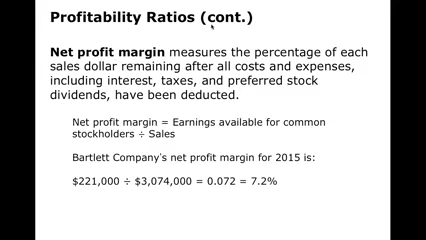 Profitability Ratios (cont.)
Net profit margin measures the percentage of each
sales dollar remaining after all costs and expenses,
including interest, taxes, and preferred stock
dividends, have been deducted.
Net profit margin = Earnings available for common
stockholders ÷ Sales
Bartlett Company's net profit margin for 2015 is:
$221,000 ÷ $3,074,000 = 0.072 = 7.2%